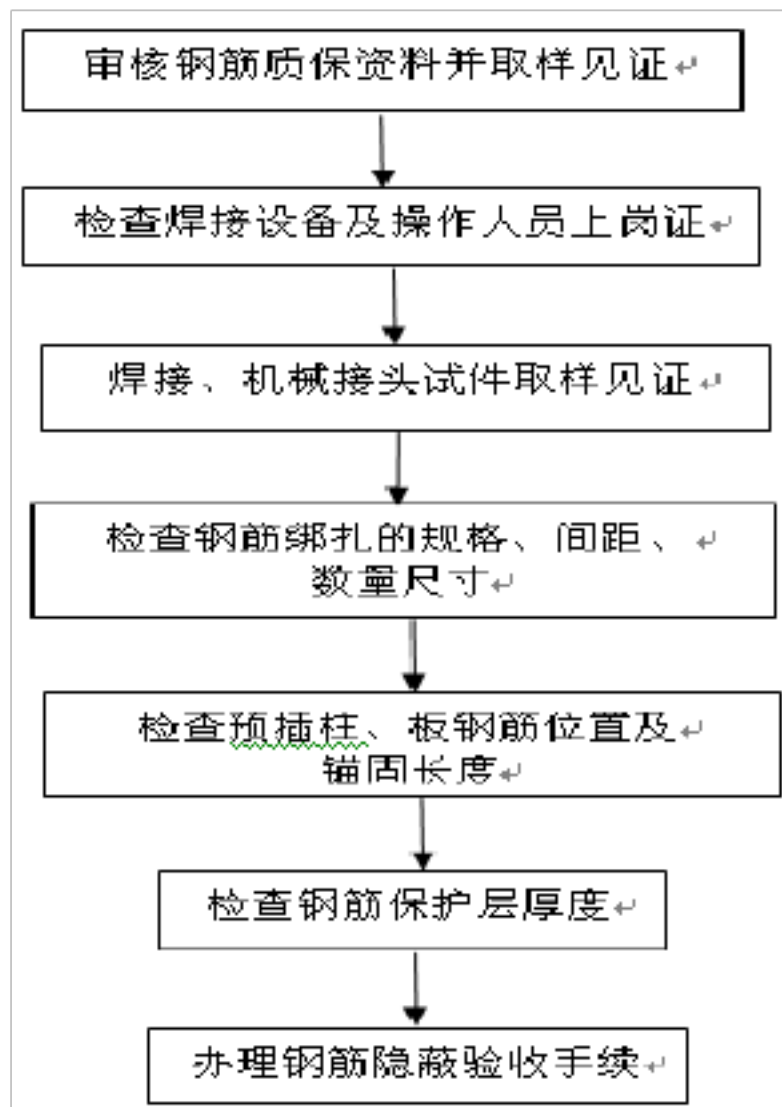 审核钢筋质保资料并取样见证
检查焊接设备及操作人员上岗证
焊接、机械接头试件取样见证
检查钢筋绑扎的规格、间距、
数量尺寸
检查预插柱、板钢筋位置及
锚固长度
检查钢筋保护层厚度
办理钢筋隐蔽验收手续